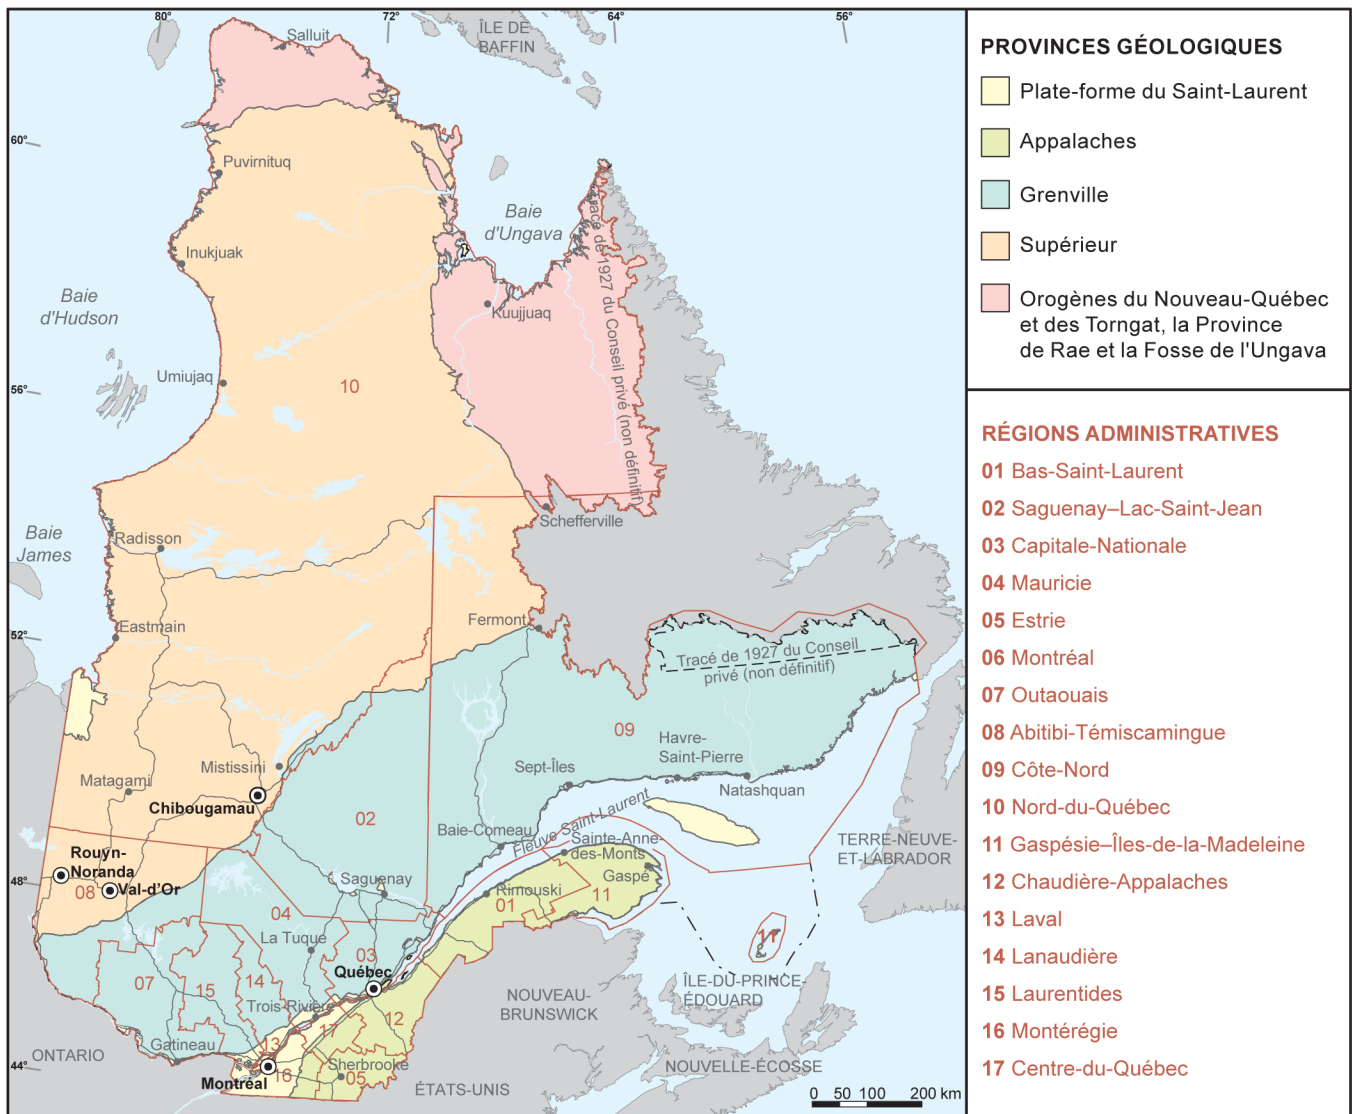 80°
72°
64°
56°
Salluit
ÎLE DE
BAFFIN
60°
Puvirnituq
Baie
d'Ungava
Inukjuak
Tracé de 1927 du Conseil privé (non définitif)
Baie
d'Hudson
Kuujjuaq
Umiujaq
56°
10
Schefferville
Baie
James
Radisson
52°
Eastmain
Fermont
Tracé de 1927 du Conseil
privé (non définitif)
09
Havre-
Saint-Pierre
Matagami
Mistissini
Sept-Îles
Natashquan
Chibougamau
02
Baie-Comeau
Fleuve Saint-Laurent
Sainte-Anne-
des-Monts
TERRE-NEUVE-
ET-LABRADOR
Rouyn-
Noranda
48°
08
Val-d'Or
Saguenay
Gaspé
Rimouski
01
11
04
La Tuque
03
11
Québec
07
15
14
ÎLE-DU-PRINCE-
ÉDOUARD
NOUVEAU-
BRUNSWICK
Trois-Rivière
12
17
Gatineau
13
ONTARIO
44°
Sherbrooke
NOUVELLE-ÉCOSSE
Montréal
16
05
ÉTATS-UNIS
0 50 100 200 km
PROVINCES GÉOLOGIQUES
Plate-forme du Saint-Laurent
Appalaches
Grenville
Supérieur
Orogènes du Nouveau-Québec
et des Torngat, la Province
de Rae et la Fosse de l'Ungava
RÉGIONS ADMINISTRATIVES
01 Bas-Saint-Laurent
02 Saguenay–Lac-Saint-Jean
03 Capitale-Nationale
04 Mauricie
05 Estrie
06 Montréal
07 Outaouais
08 Abitibi-Témiscamingue
09 Côte-Nord
10 Nord-du-Québec
11 Gaspésie–Îles-de-la-Madeleine
12 Chaudière-Appalaches
13 Laval
14 Lanaudière
15 Laurentides
16 Montérégie
17 Centre-du-Québec